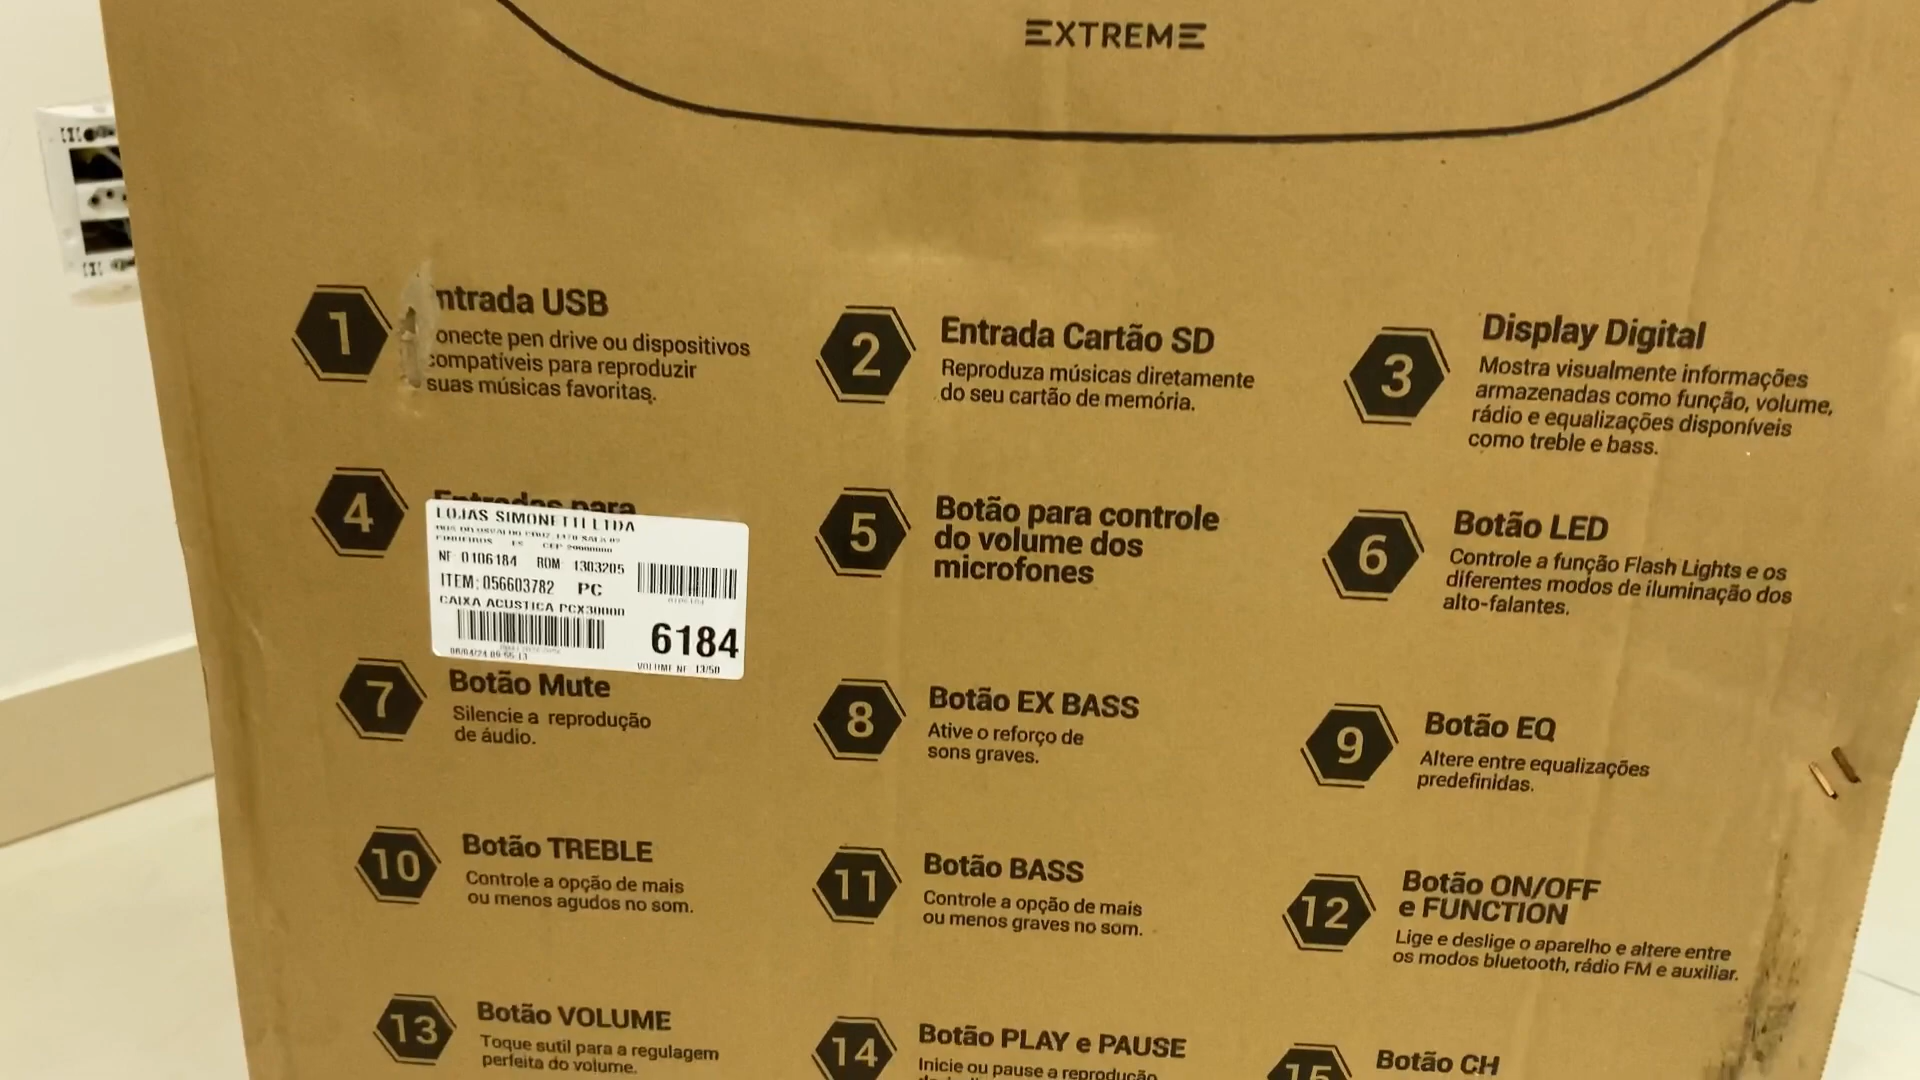 EXTREME
1
ntrada USB
onecte pen drive ou dispositivos
compatíveis para reproduzir
suas músicas favoritas.
2
Entrada Cartão SD
Reproduza músicas diretamente
do seu cartão de memória.
3
Display Digital
Mostra visualmente informações
armazenadas como função, volume,
rádio e equalizações disponíveis
como treble e bass.
4
Entradas para
LOJAS SIMONETTI LTDA
NF: 0106184 ROM: 1303205
ITEM: 056603782 PC
CAIXA ACUSTICA PCX30000
6184
VOLUME NF: 13/50
5
Botão para controle
do volume dos
microfones
6
Botão LED
Controle a função Flash Lights e os
diferentes modos de iluminação dos
alto-falantes.
7
Botão Mute
Silencie a reprodução
de áudio.
8
Botão EX BASS
Ative o reforço de
sons graves.
9
Botão EQ
Altere entre equalizações
predefinidas.
10
Botão TREBLE
Controle a opção de mais
ou menos agudos no som.
11
Botão BASS
Controle a opção de mais
ou menos graves no som.
12
Botão ON/OFF
e FUNCTION
Lige e deslige o aparelho e altere entre
os modos bluetooth, rádio FM e auxiliar.
13
Botão VOLUME
Toque sutil para a regulagem
perfeita do volume.
14
Botão PLAY e PAUSE
Inicie ou pause a reprodução
15
Botão CH